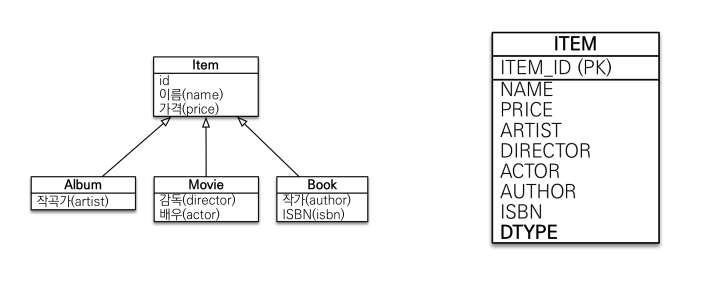 Item
id
이름(name)
가격(price)
Album
작곡가(artist)
Movie
감독(director)
배우(actor)
Book
작가(author)
ISBN(isbn)
ITEM
ITEM_ID (PK)
NAME
PRICE
ARTIST
DIRECTOR
ACTOR
AUTHOR
ISBN
DTYPE